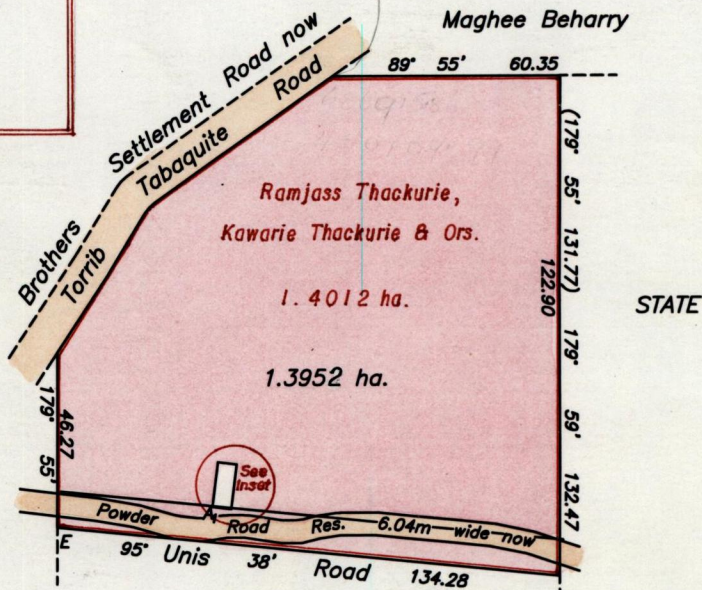 Maghee Beharry
89° 55' 60.35
Brothers Settlement Road now
Torrib Tabaquite Road
(179° 55' 131.77)
122.90
179° 59' 132.47
STATE
Ramjass Thackurie,
Kawarie Thackurie & Ors.
1.4012 ha.
1.3952 ha.
179° 55'
46.27
See
Inset
A
Powder Road Res. 6.04m wide now
E
95° 38' 134.28
Unis Road